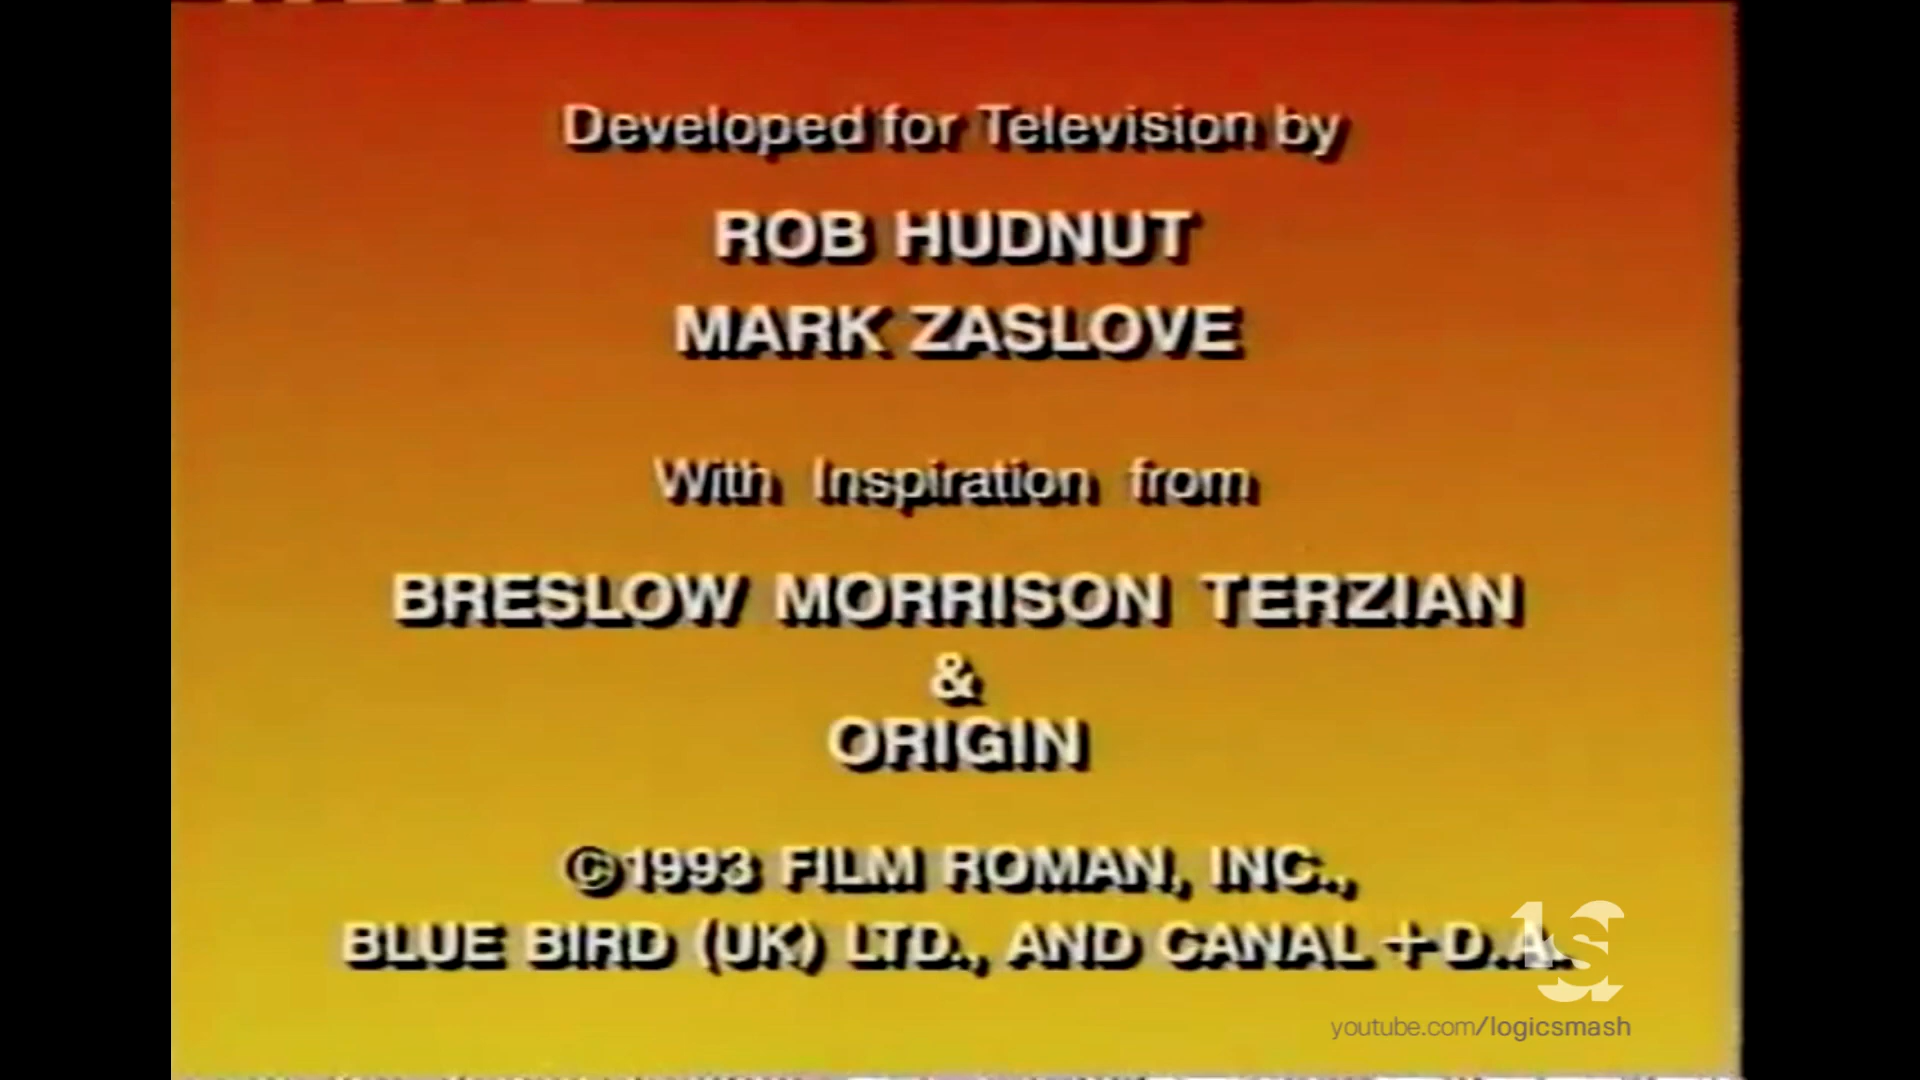 Developed for Television by
ROB HUDNUT
MARK ZASLOVE
With Inspiration from
BRESLOW MORRISON TERZIAN
&
ORIGIN
©1993 FILM ROMAN, INC.,
BLUE BIRD (UK) LTD., AND CANAL+D.A.
youtube.com/logicsmash